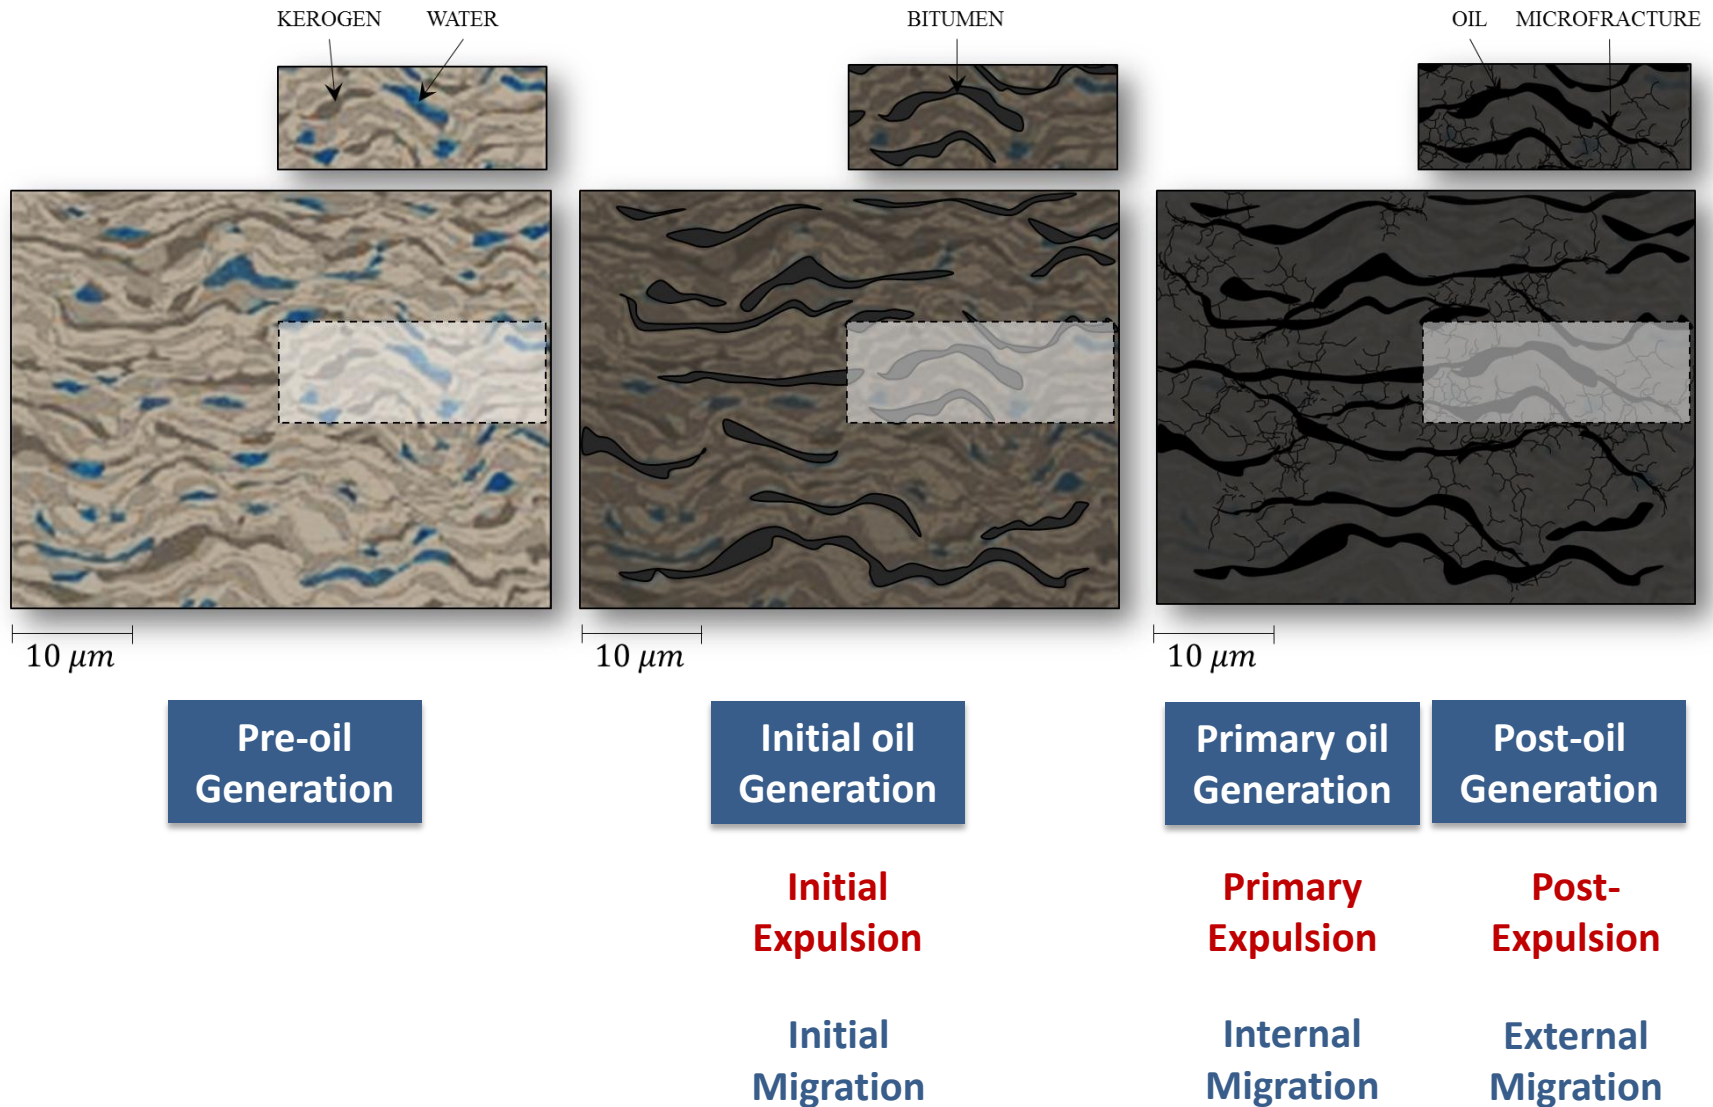 KEROGEN
WATER
BITUMEN
OIL
MICROFRACTURE
10 μm
10 μm
10 μm
Pre-oil
Generation
Initial oil
Generation
Primary oil
Generation
Post-oil
Generation
Initial
Expulsion
Primary
Expulsion
Post-
Expulsion
Initial
Migration
Internal
Migration
External
Migration